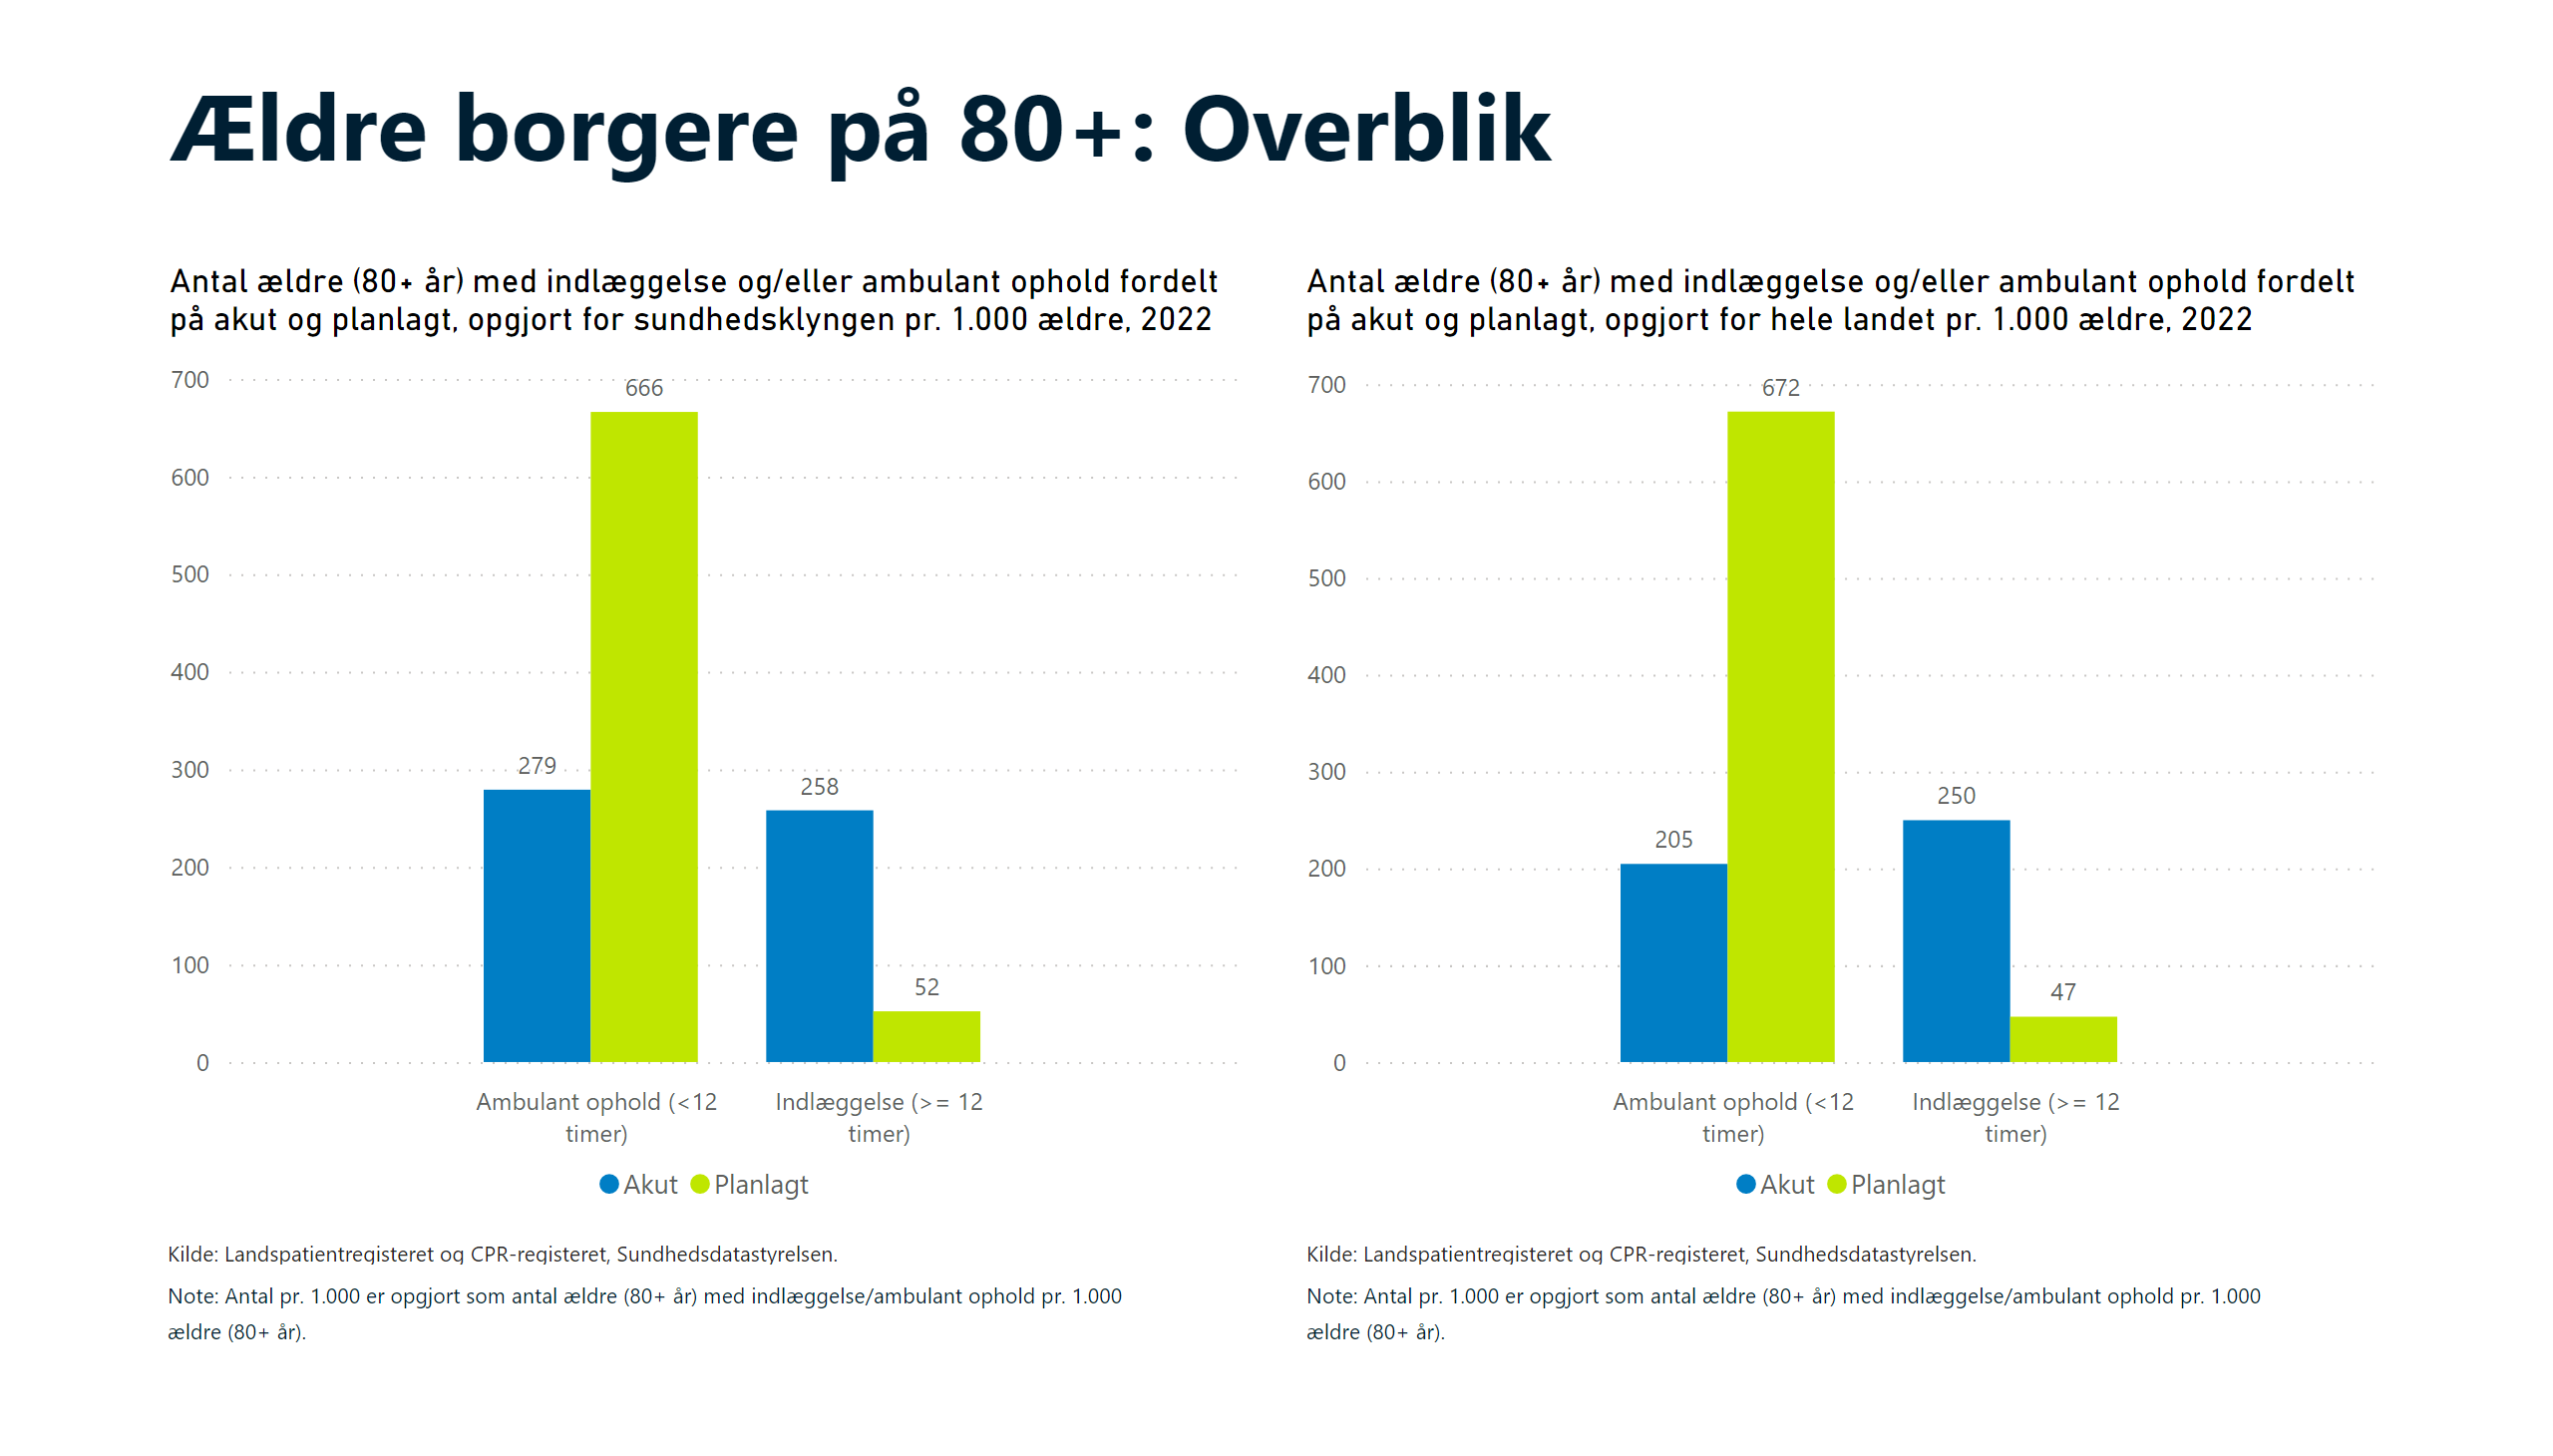 Ældre borgere på 80+: Overblik
Antal ældre (80+ år) med indlæggelse og/eller ambulant ophold fordelt
på akut og planlagt, opgjort for sundhedsklyngen pr. 1.000 ældre, 2022
700
600
500
400
300
200
100
0
666
279
258
52
Ambulant ophold (<12
timer)
Indlæggelse (>= 12
timer)
Akut Planlagt
Kilde: Landspatientregisteret og CPR-registeret, Sundhedsdatastyrelsen.
Note: Antal pr. 1.000 er opgjort som antal ældre (80+ år) med indlæggelse/ambulant ophold pr. 1.000
ældre (80+ år).
Antal ældre (80+ år) med indlæggelse og/eller ambulant ophold fordelt
på akut og planlagt, opgjort for hele landet pr. 1.000 ældre, 2022
700
600
500
400
300
200
100
0
672
205
250
47
Ambulant ophold (<12
timer)
Indlæggelse (>= 12
timer)
Akut Planlagt
Kilde: Landspatientregisteret og CPR-registeret, Sundhedsdatastyrelsen.
Note: Antal pr. 1.000 er opgjort som antal ældre (80+ år) med indlæggelse/ambulant ophold pr. 1.000
ældre (80+ år).